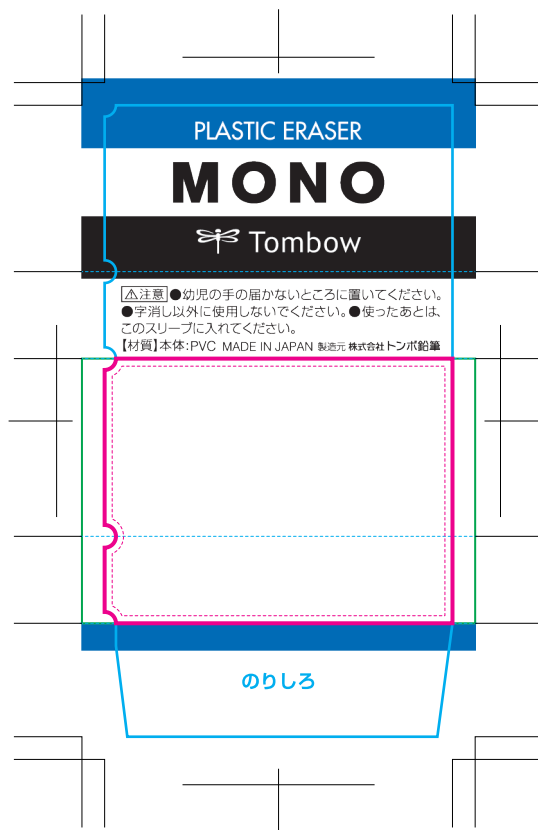 PLASTIC ERASER
MONO
Tombow
⚠注意 ●幼児の手の届かないところに置いてください。
●字消し以外に使用しないでください。●使ったあとは、
このスリーブに入れてください。
【材質】本体:PVC MADE IN JAPAN 製造元 株式会社トンボ鉛筆
のりしろ